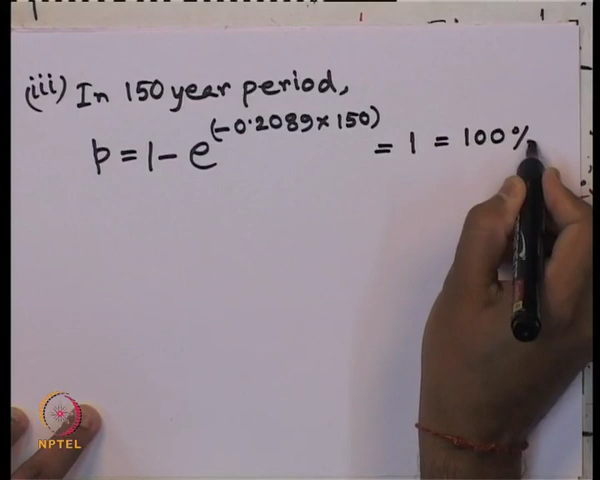 (iii) In 150 year period,
p = 1 - e^(-0.2089 × 150) = 1 = 100%
NPTEL